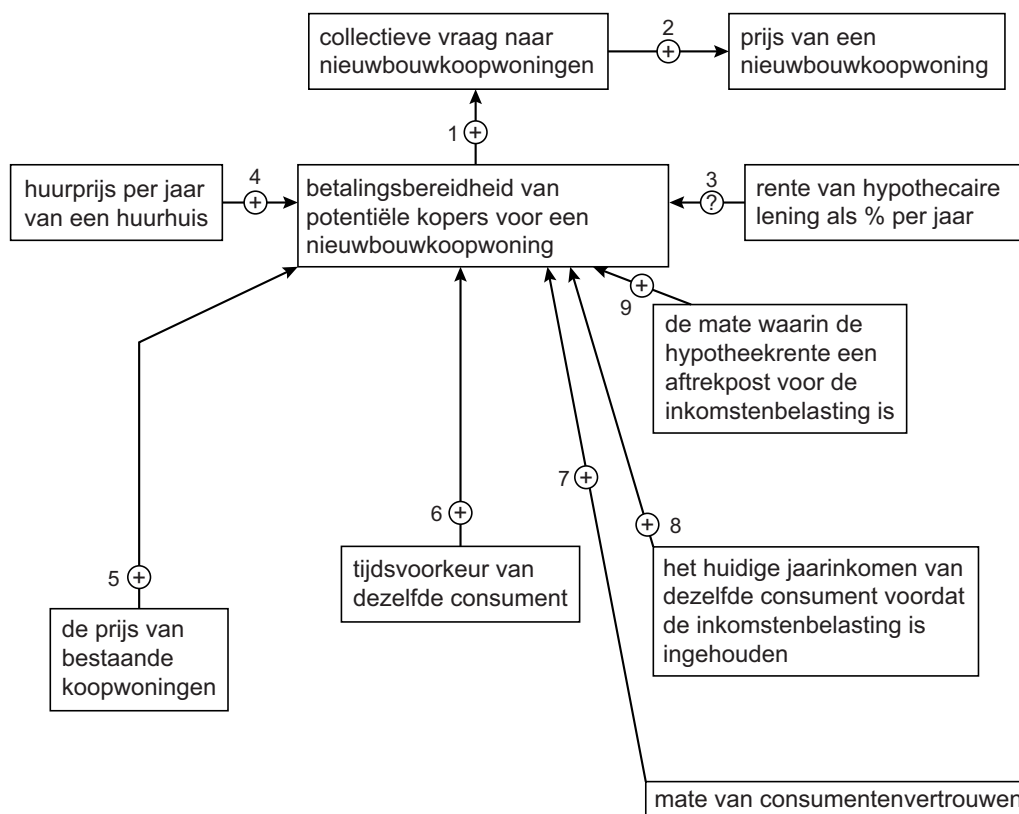 collectieve vraag naar
nieuwbouwkoopwoningen
2
+
prijs van een
nieuwbouwkoopwoning
1
+
huurprijs per jaar
van een huurhuis
4
+
betalingsbereidheid van
potentiële kopers voor een
nieuwbouwkoopwoning
3
?
rente van hypothecaire
lening als % per jaar
+
9
de mate waarin de
hypotheekrente een
aftrekpost voor de
inkomstenbelasting is
7
+
6
+
+
8
tijdsvoorkeur van
dezelfde consument
het huidige jaarinkomen van
dezelfde consument voordat
de inkomstenbelasting is
ingehouden
5
+
de prijs van
bestaande
koopwoningen
mate van consumentenvertrouwen